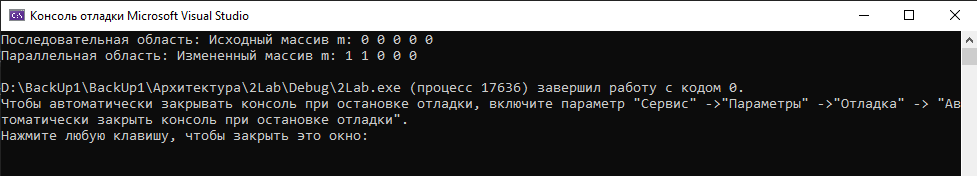 Консоль отладки Microsoft Visual Studio
Последовательная область: Исходный массив m: 0 0 0 0 0
Параллельная область: Измененный массив m: 1 1 0 0 0
D:\BackUp1\BackUp1\Архитектура\2Lab\Debug\2Lab.exe (процесс 17636) завершил работу с кодом 0.
Чтобы автоматически закрывать консоль при остановке отладки, включите параметр "Сервис" ->"Параметры" ->"Отладка" -> "Ав
томатически закрыть консоль при остановке отладки".
Нажмите любую клавишу, чтобы закрыть это окно: